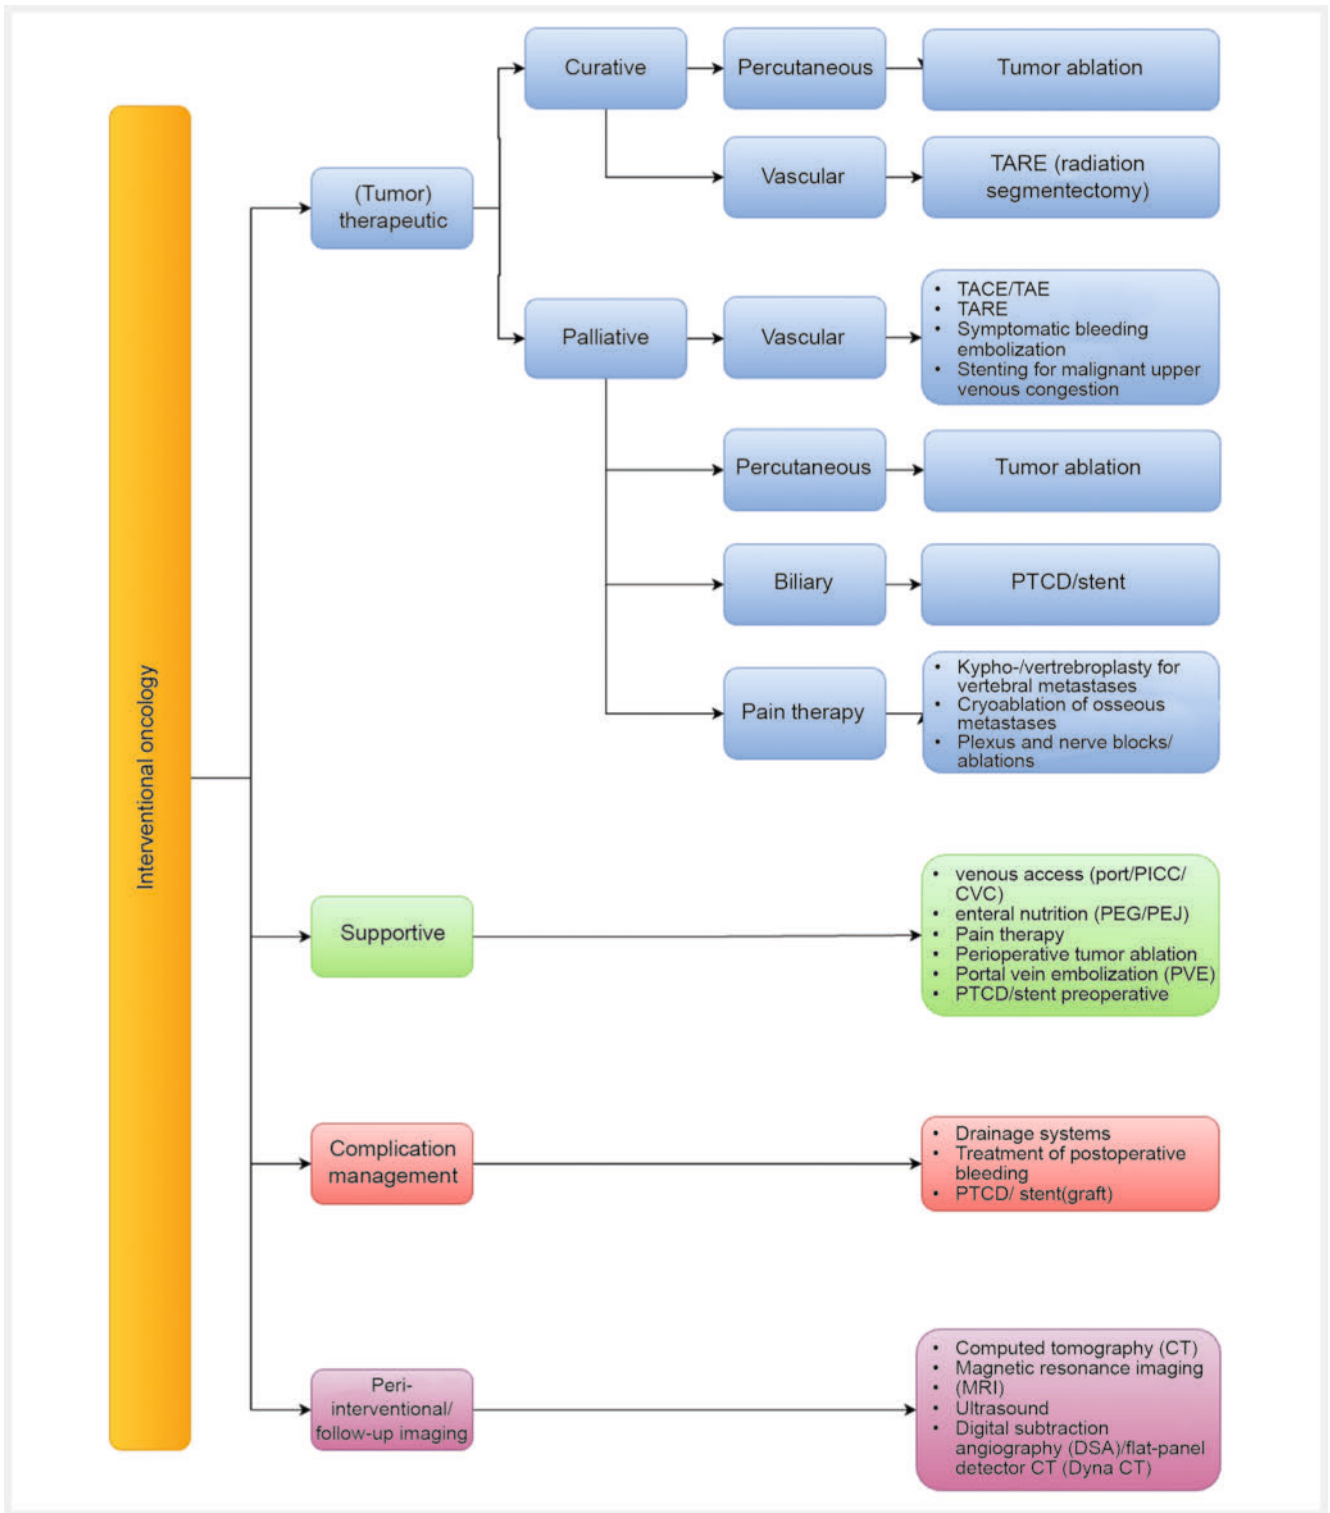 Interventional oncology
(Tumor)
therapeutic
Curative
Percutaneous
Tumor ablation
Vascular
TARE (radiation
segmentectomy)
Palliative
Vascular
• TACE/TAE
• TARE
• Symptomatic bleeding
embolization
• Stenting for malignant upper
venous congestion
Percutaneous
Tumor ablation
Biliary
PTCD/stent
Pain therapy
• Kypho-/vertrebroplasty for
vertebral metastases
• Cryoablation of osseous
metastases
• Plexus and nerve blocks/
ablations
Supportive
• venous access (port/PICC/
CVC)
• enteral nutrition (PEG/PEJ)
• Pain therapy
• Perioperative tumor ablation
• Portal vein embolization (PVE)
• PTCD/stent preoperative
Complication
management
• Drainage systems
• Treatment of postoperative
bleeding
• PTCD/ stent(graft)
Peri-
interventional/
follow-up imaging
• Computed tomography (CT)
• Magnetic resonance imaging
• (MRI)
• Ultrasound
• Digital subtraction
angiography (DSA)/flat-panel
detector CT (Dyna CT)